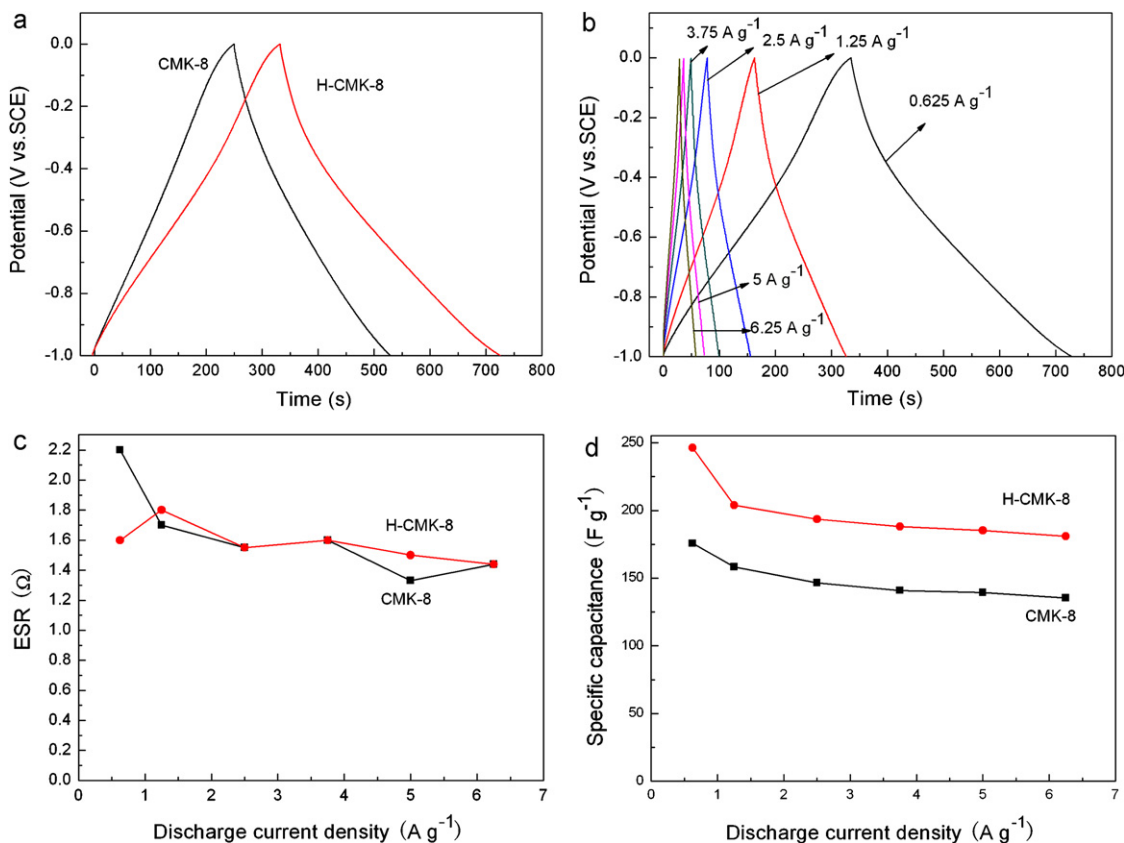 a
Potential (V vs.SCE)
0.0
-0.2
-0.4
-0.6
-0.8
-1.0
CMK-8
H-CMK-8
0 100 200 300 400 500 600 700 800
Time (s)
b
Potential (V vs.SCE)
0.0
-0.2
-0.4
-0.6
-0.8
-1.0
3.75 A g⁻¹
2.5 A g⁻¹
1.25 A g⁻¹
0.625 A g⁻¹
5 A g⁻¹
6.25 A g⁻¹
0 100 200 300 400 500 600 700 800
Time (s)
c
ESR (Ω)
2.2
2.0
1.8
1.6
1.4
1.2
1.0
0.8
0.6
0.4
0.2
0.0
H-CMK-8
CMK-8
0 1 2 3 4 5 6 7
Discharge current density (A g⁻¹)
d
Specific capacitance (F g⁻¹)
250
200
150
100
50
0
H-CMK-8
CMK-8
0 1 2 3 4 5 6 7
Discharge current density (A g⁻¹)